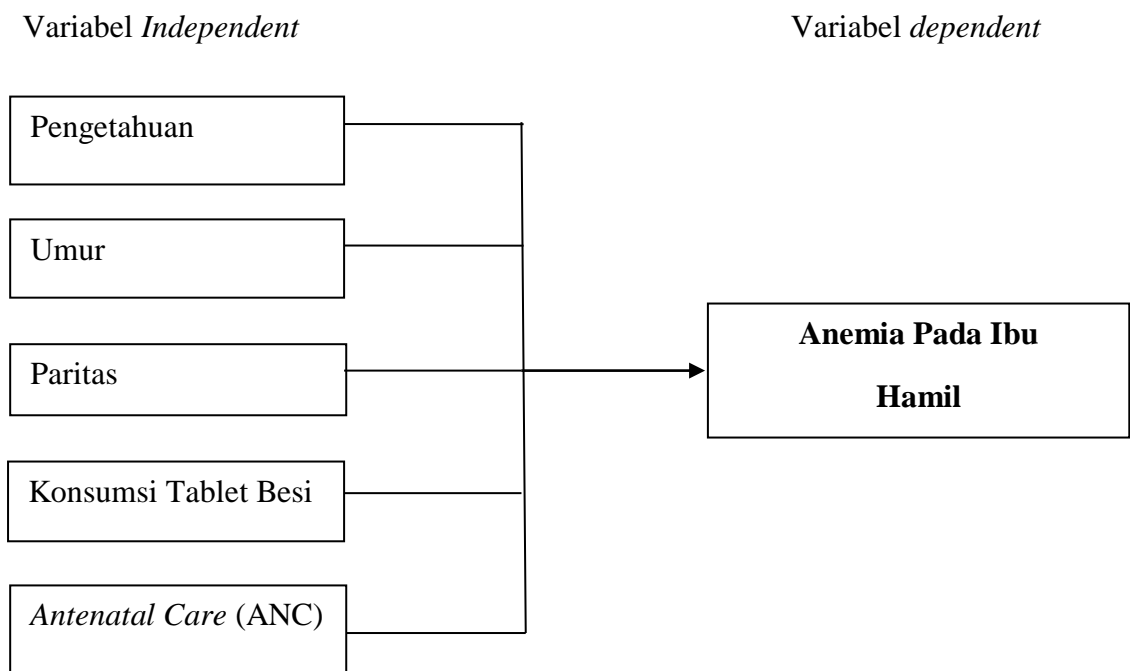 Variabel Independent
Variabel dependent
Pengetahuan
Umur
Paritas
Konsumsi Tablet Besi
Antenatal Care (ANC)
Anemia Pada Ibu
Hamil